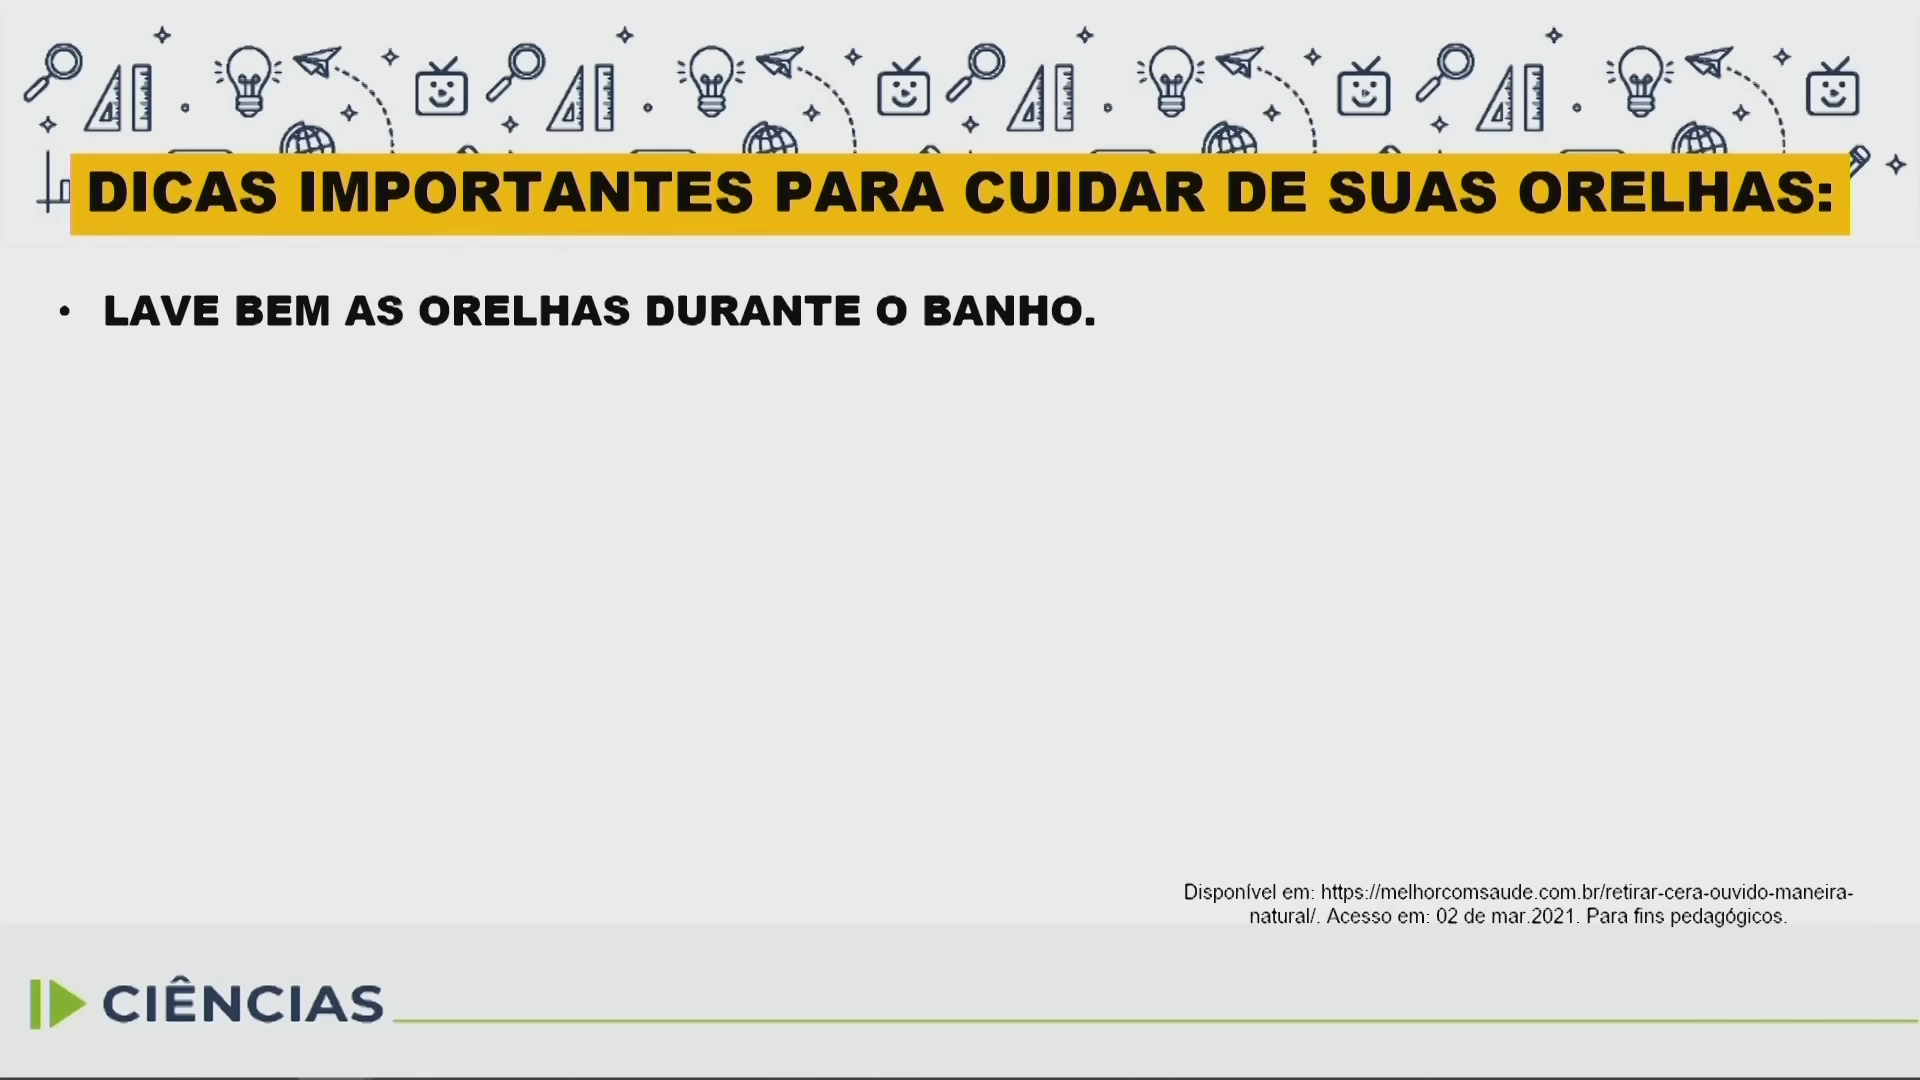 DICAS IMPORTANTES PARA CUIDAR DE SUAS ORELHAS:
• LAVE BEM AS ORELHAS DURANTE O BANHO.
Disponível em: https://melhorcomsaude.com.br/retirar-cera-ouvido-maneira-
natural/. Acesso em: 02 de mar.2021. Para fins pedagógicos.
CIÊNCIAS